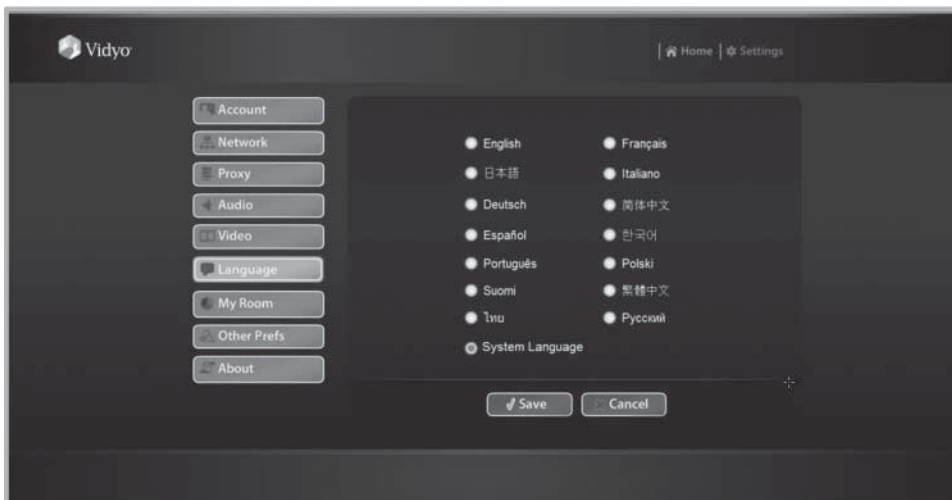 Vidyo
Home
Settings
Account
Network
Proxy
Audio
Video
Language
My Room
Other Prefs
About
English
Français
日本語
Italiano
Deutsch
简体中文
Español
한국어
Português
Polski
Suomi
繁體中文
ไทย
Русский
System Language
Save
Cancel